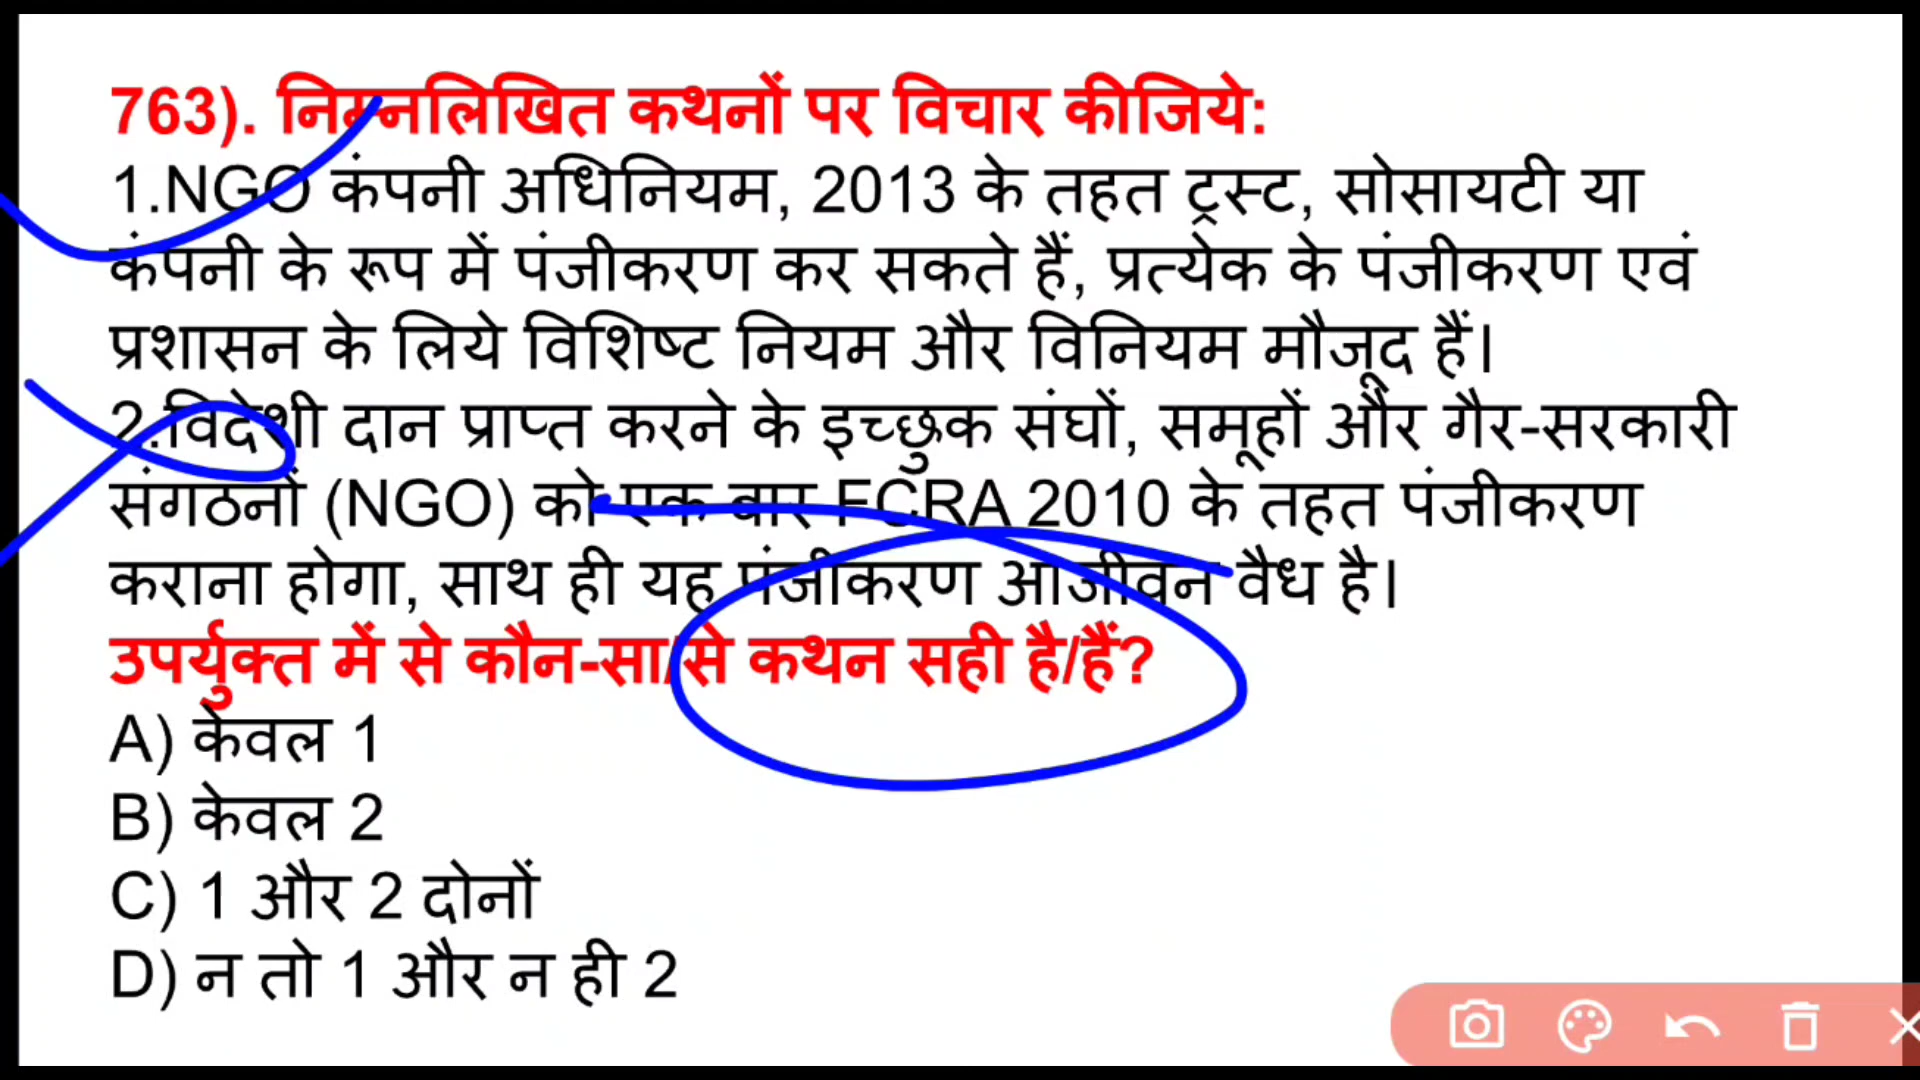 763). निम्नलिखित कथनों पर विचार कीजिये:
1.NGO कंपनी अधिनियम, 2013 के तहत ट्रस्ट, सोसायटी या
कंपनी के रूप में पंजीकरण कर सकते हैं, प्रत्येक के पंजीकरण एवं
प्रशासन के लिये विशिष्ट नियम और विनियम मौजूद हैं।
2.विदेशी दान प्राप्त करने के इच्छुक संघों, समूहों और गैर-सरकारी
संगठनों (NGO) को एक बार FCRA 2010 के तहत पंजीकरण
कराना होगा, साथ ही यह पंजीकरण आजीवन वैध है।
उपर्युक्त में से कौन-सा/से कथन सही है/हैं?
A) केवल 1
B) केवल 2
C) 1 और 2 दोनों
D) न तो 1 और न ही 2